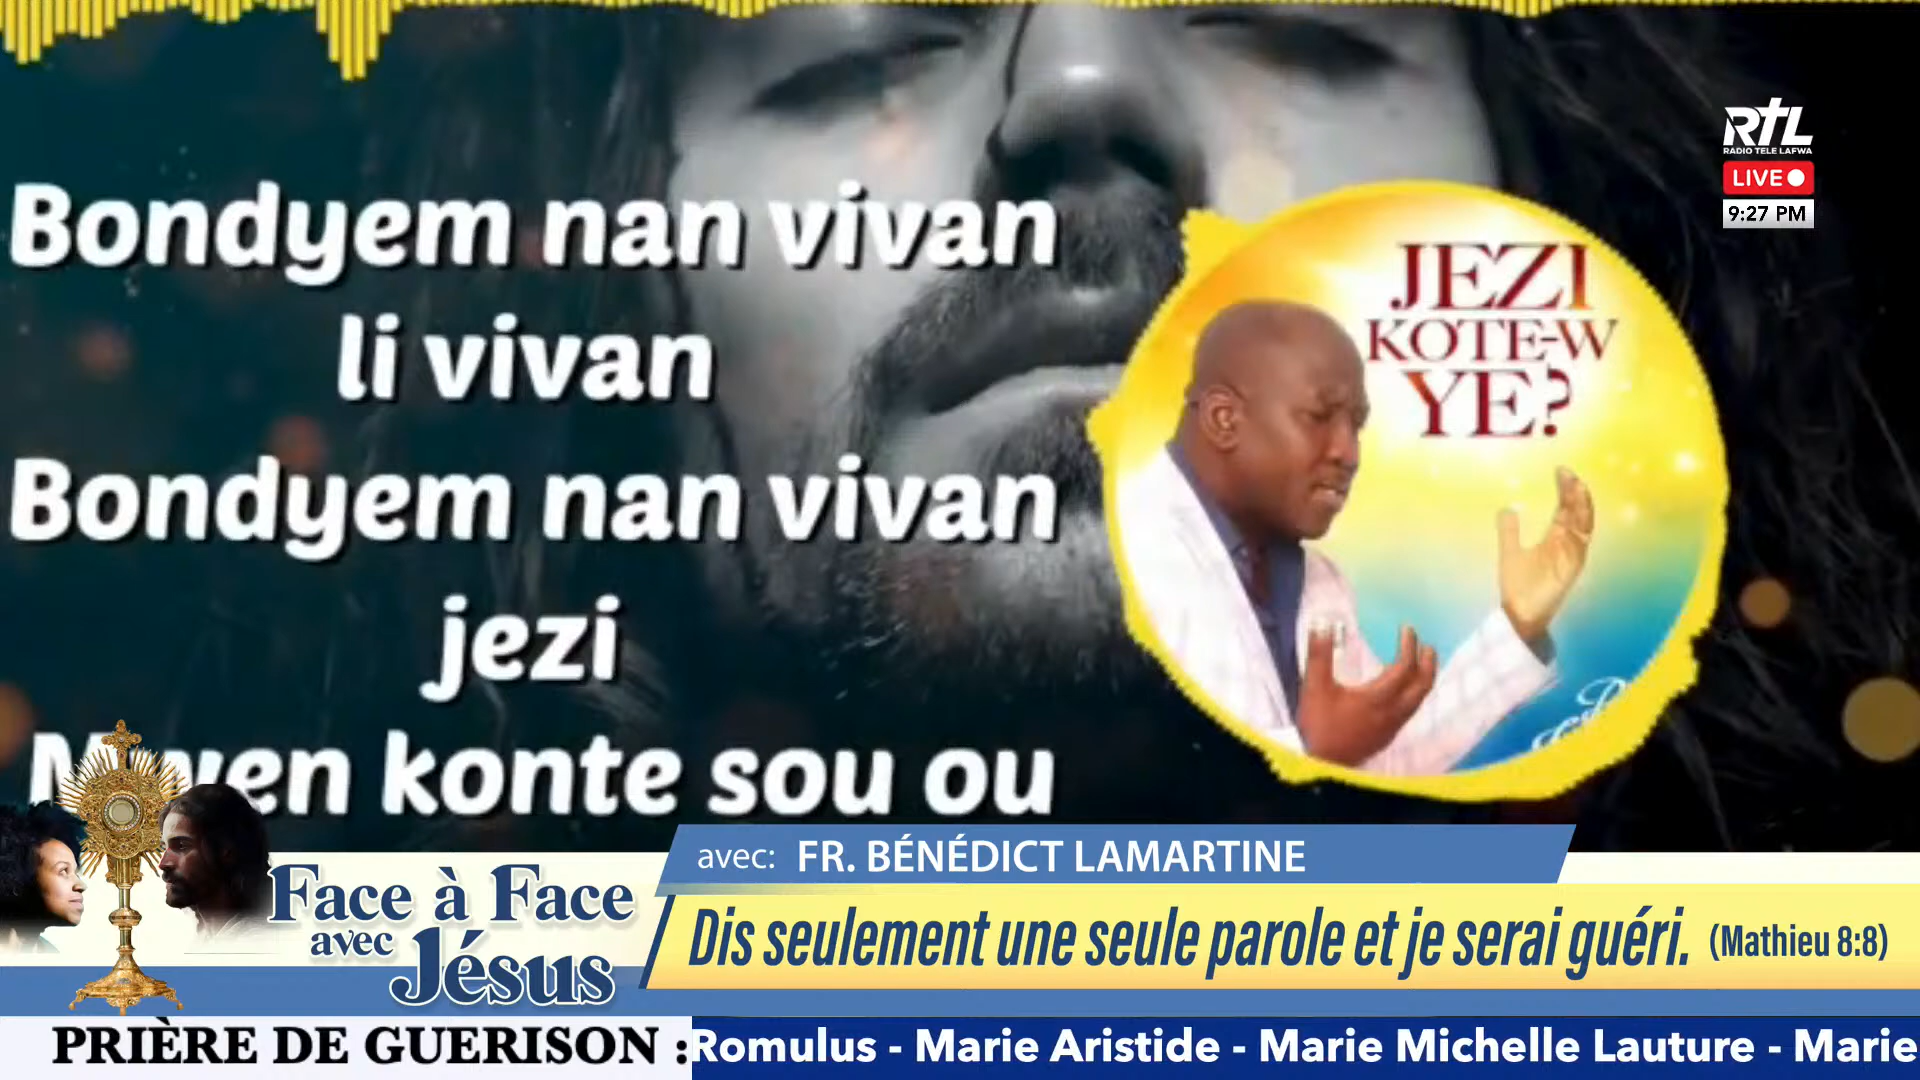 RTL
RADIO TELE LAFWA
LIVE
9:27 PM
Bondyem nan vivan
li vivan
Bondyem nan vivan
jezi
Mwen konte sou ou
JEZI
KOTE-W
YE?
avec: FR. BÉNÉDICT LAMARTINE
Face à Face
avec
Jésus
Dis seulement une seule parole et je serai guéri. (Mathieu 8:8)
PRIÈRE DE GUERISON :
Romulus - Marie Aristide - Marie Michelle Lauture - Marie